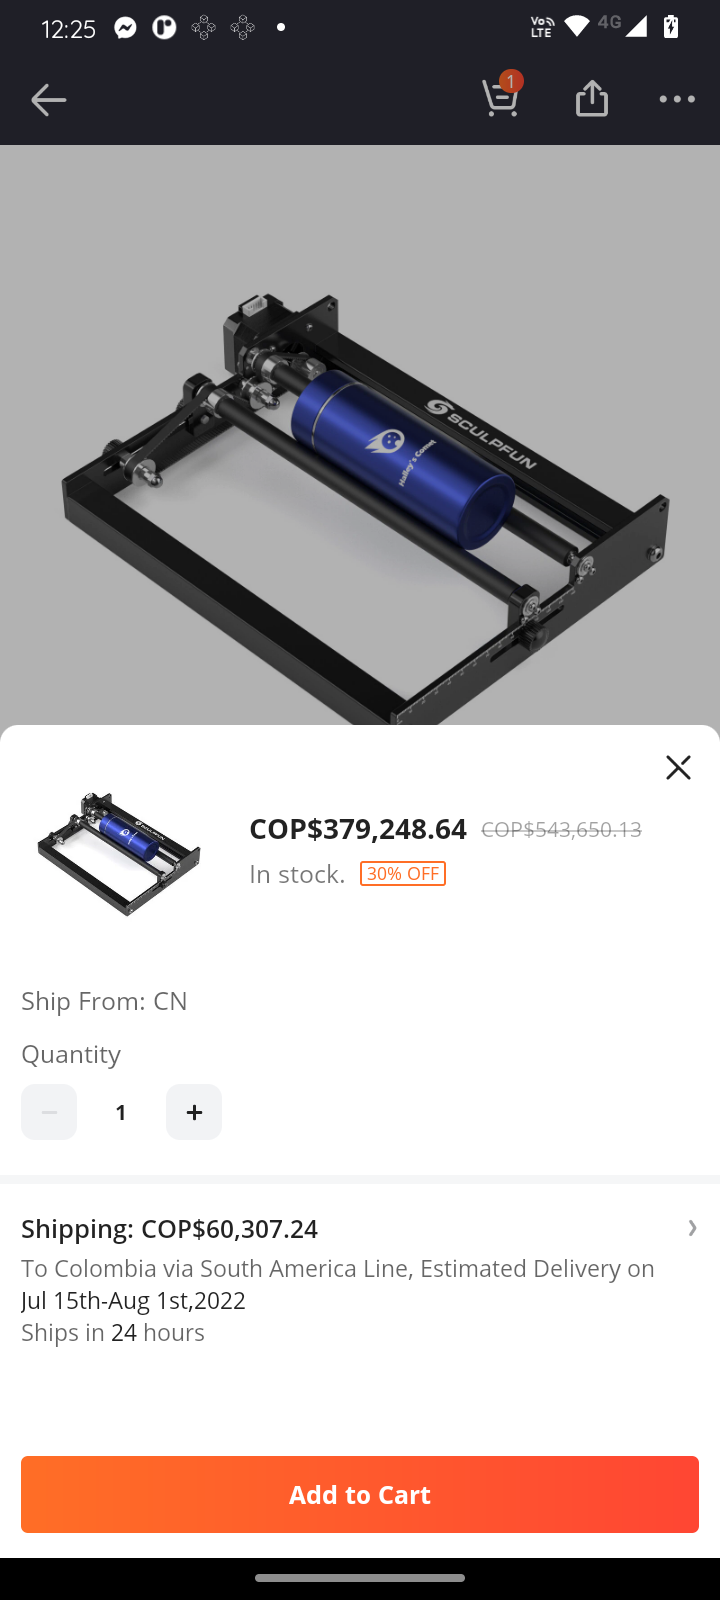 12:25
Vo LTE
4G
1
SCULPFUN
Halley's Comet
SCULPFUN
COP$379,248.64 COP$543,650.13
In stock. 30% OFF
Ship From: CN
Quantity
1
Shipping: COP$60,307.24
To Colombia via South America Line, Estimated Delivery on
Jul 15th-Aug 1st,2022
Ships in 24 hours
Add to Cart